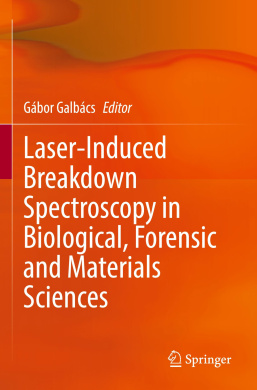 Gábor Galbács Editor
Laser-Induced
Breakdown
Spectroscopy in
Biological, Forensic
and Materials
Sciences
Springer